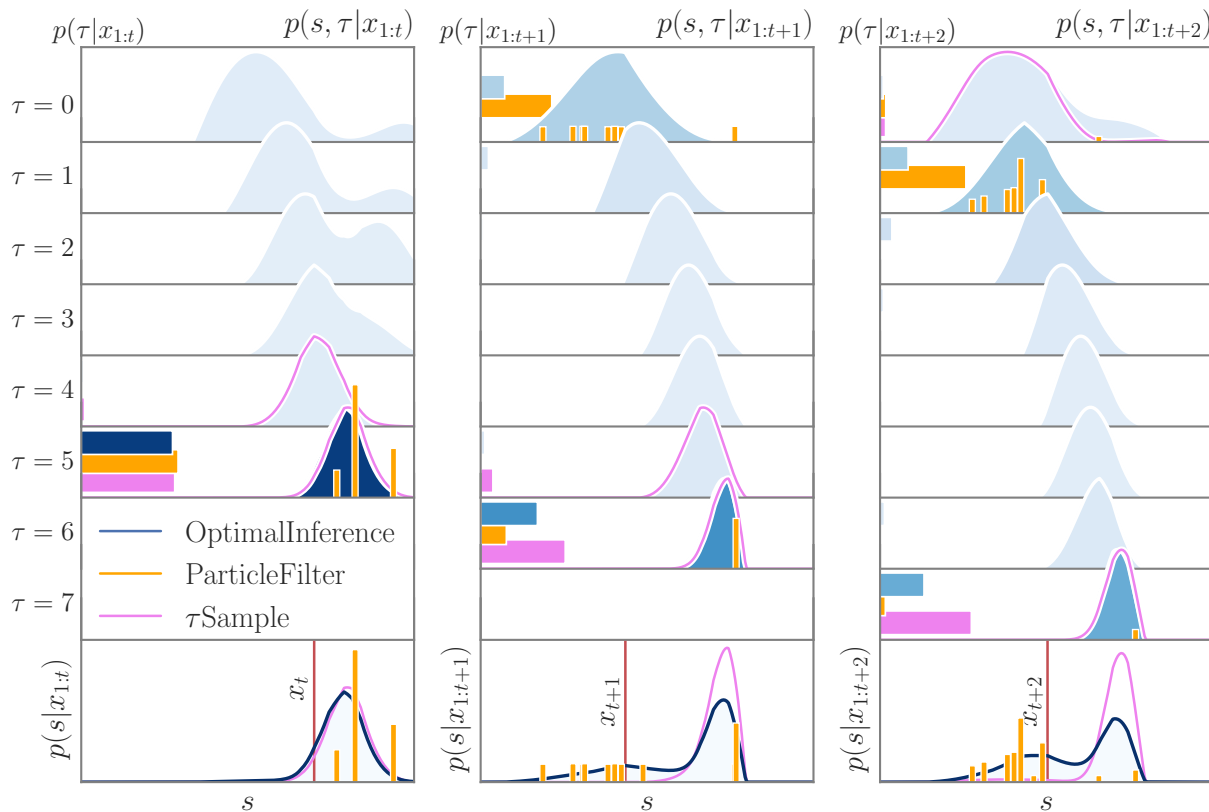 p(τ|x₁:ₜ) p(s, τ|x₁:ₜ) p(τ|x₁:ₜ₊₁) p(s, τ|x₁:ₜ₊₁) p(τ|x₁:ₜ₊₂) p(s, τ|x₁:ₜ₊₂)
τ = 0
τ = 1
τ = 2
τ = 3
τ = 4
τ = 5
τ = 6
τ = 7
OptimalInference
ParticleFilter
τSample
p(s|x₁:ₜ)
xₜ
p(s|x₁:ₜ₊₁)
xₜ₊₁
p(s|x₁:ₜ₊₂)
xₜ₊₂
s s s